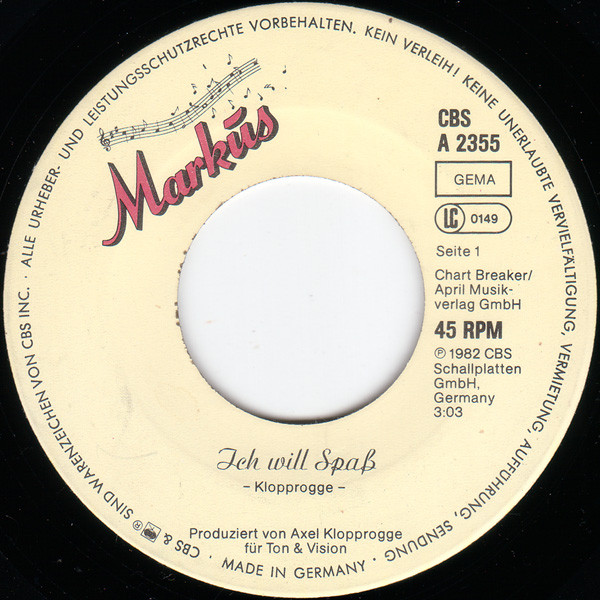 ALLE URHEBER- UND LEISTUNGSSCHUTZRECHTE VORBEHALTEN. KEIN VERLEIH! KEINE UNERLAUBTE VERVIELFÄLTIGUNG, VERMIETUNG, AUFFÜHRUNG, SENDUNG ·
Markus
CBS
A 2355
GEMA
LC 0149
Seite 1
Chart Breaker/
April Musik-
verlag GmbH
45 RPM
℗ 1982 CBS
Schallplatten
GmbH,
Germany
3:03
Ich will Spaß
– Klopprogge –
Produziert von Axel Klopprogge
für Ton & Vision
· MADE IN GERMANY ·
CBS & ® SIND WARENZEICHEN VON CBS INC. ·